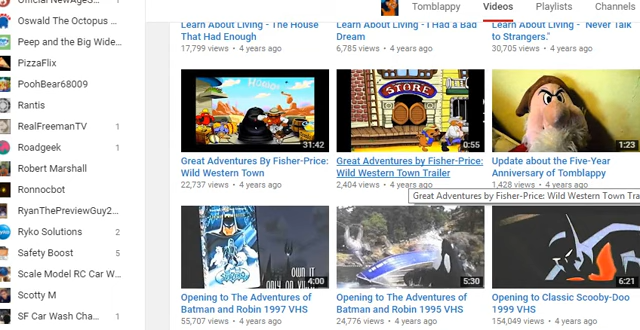 Official NewAgeS...
Oswald The Octopus ...
Peep and the Big Wide...
PizzaFlix
PoohBear68009
Rantis
RealFreemanTV 1
Roadgeek 1
Robert Marshall
Ronnocbot
RyanThePreviewGuy2...
Ryko Solutions 2
Safety Boost 5
Scale Model RC Car W...
Scotty M
SF Car Wash Cha... 1
Tomblappy Videos Playlists Channels
Learn About Living - The House
That Had Enough
17,799 views • 4 years ago
Learn About Living - I Had a Bad
Dream
6,785 views • 4 years ago
Learn About Living - "Never Talk
to Strangers."
30,705 views • 4 years ago
31:42
Great Adventures By Fisher-Price:
Wild Western Town
22,737 views • 4 years ago
STORE
0:55
Great Adventures by Fisher-Price:
Wild Western Town Trailer
2,404 views • 4 years ago
1:23
Update about the Five-Year
Anniversary of Tomblappy
1,428 views • 4 years ago
Great Adventures by Fisher-Price: Wild Western Town Tra
OWN IT
4:00
Opening to The Adventures of
Batman and Robin 1997 VHS
55,707 views • 4 years ago
5:30
Opening to The Adventures of
Batman and Robin 1995 VHS
24,776 views • 4 years ago
6:21
Opening to Classic Scooby-Doo
1999 VHS
154,049 views • 4 years ago